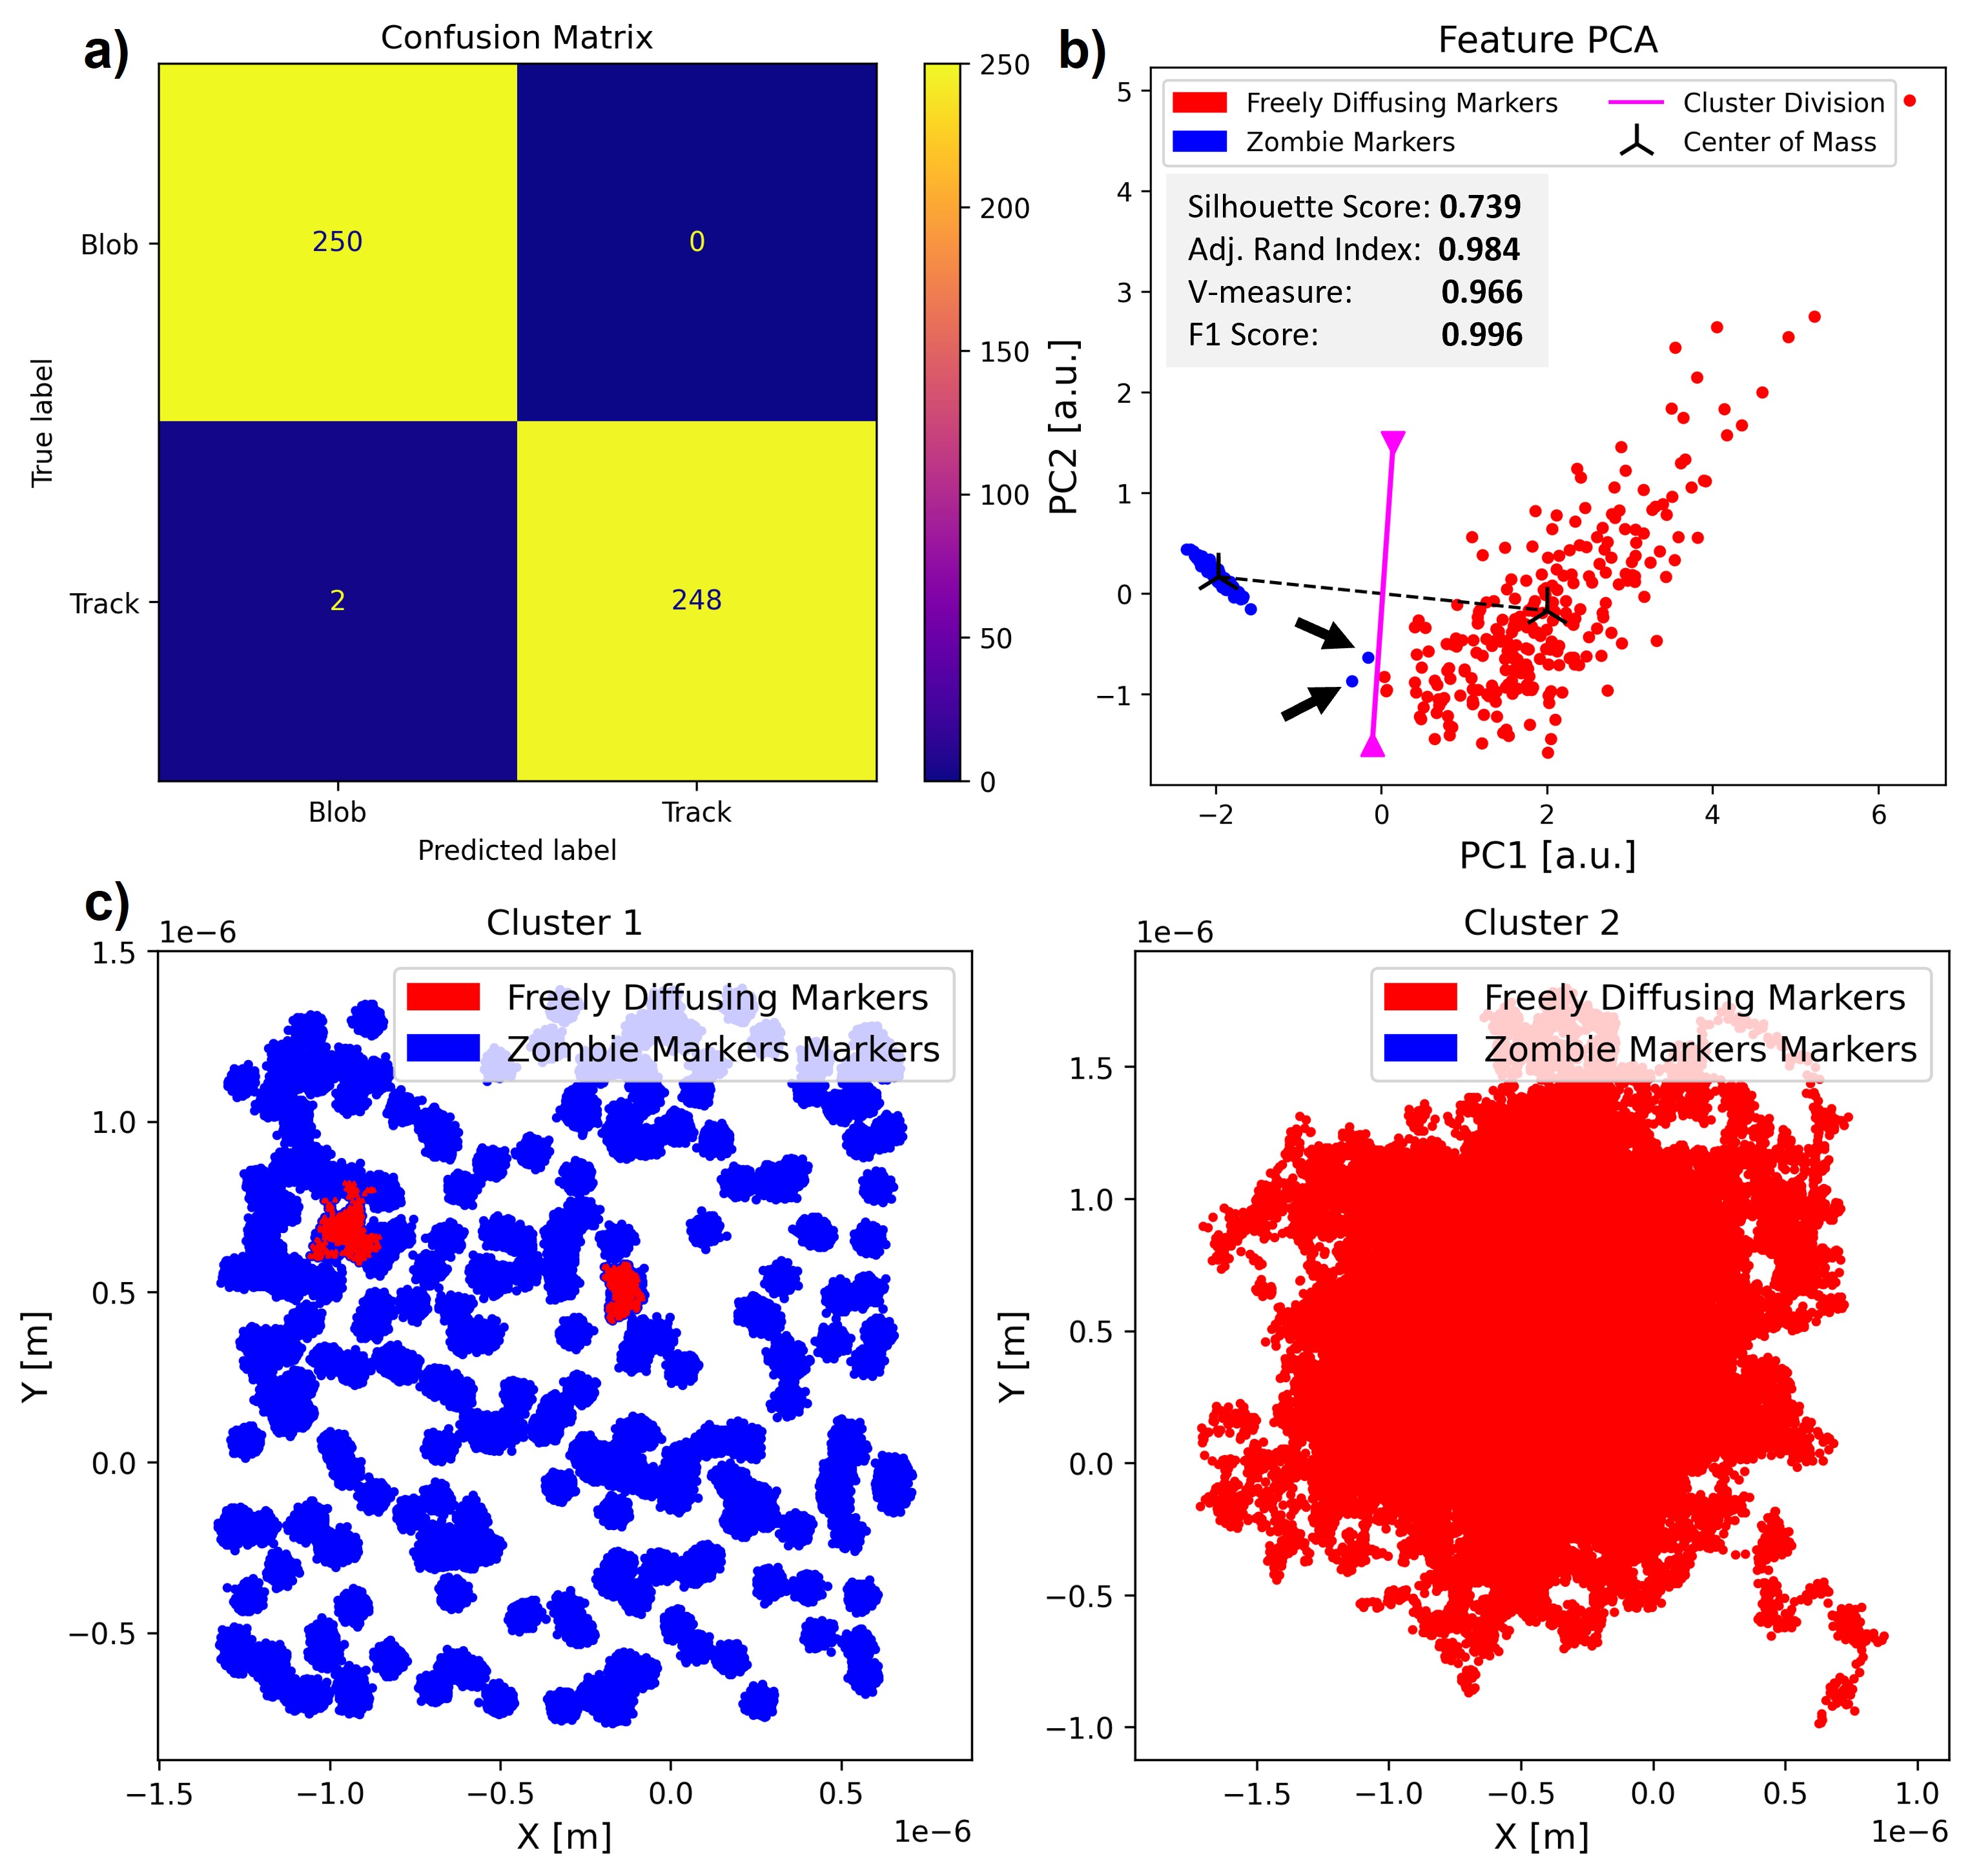 a)
Confusion Matrix
250
200
150
100
50
0
True label
Blob
Track
250
0
2
248
Blob
Track
Predicted label
b)
Feature PCA
Freely Diffusing Markers
Zombie Markers
Cluster Division
Center of Mass
Silhouette Score: 0.739
Adj. Rand Index: 0.984
V-measure: 0.966
F1 Score: 0.996
PC2 [a.u.]
5
4
3
2
1
0
−1
−2
0
2
4
6
PC1 [a.u.]
c)
Cluster 1
1e−6
Freely Diffusing Markers
Zombie Markers Markers
Y [m]
1.5
1.0
0.5
0.0
−0.5
−1.5
−1.0
−0.5
0.0
0.5
1e−6
X [m]
Cluster 2
1e−6
Freely Diffusing Markers
Zombie Markers Markers
Y [m]
1.5
1.0
0.5
0.0
−0.5
−1.0
−1.5
−1.0
−0.5
0.0
0.5
1.0
1e−6
X [m]